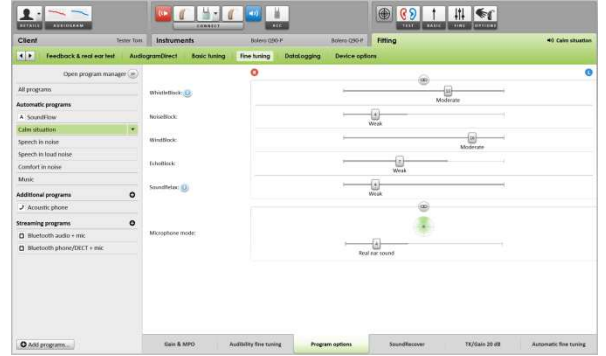 DETAILS
AUDIOGRAM
CONNECT
ACC
TEST
BASIC
FINE
OPTIONS
Client Tester Tom Instruments Bolero Q90-P Bolero Q90-P Fitting Calm situation
Feedback & real ear test AudiogramDirect Basic tuning Fine tuning DataLogging Device options
Open program manager
All programs
Automatic programs
A SoundFlow
Calm situation
Speech in noise
Speech in loud noise
Comfort in noise
Music
Additional programs
Acoustic phone
Streaming programs
Bluetooth audio + mic
Bluetooth phone/DECT + mic
Add programs...
WhistleBlock:
Moderate
NoiseBlock:
Weak
WindBlock:
Moderate
EchoBlock:
Weak
SoundRelax:
Weak
Microphone mode:
Real ear sound
Gain & MPO Audibility fine tuning Program options SoundRecover TK/Gain 20 dB Automatic fine tuning